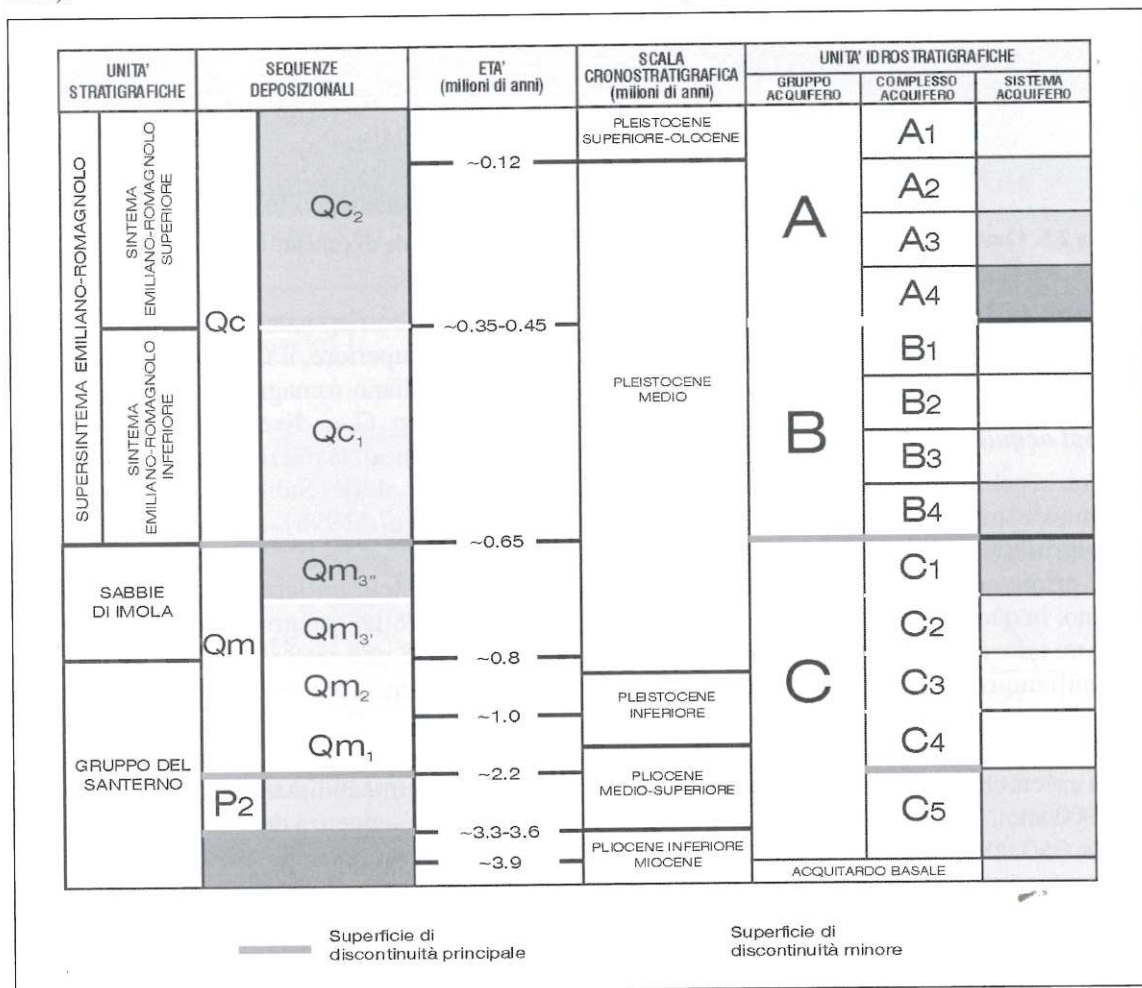 UNITA'
STRATIGRAFICHE
SEQUENZE
DEPOSIZIONALI
ETA'
(milioni di anni)
SCALA
CRONOSTRATIGRAFICA
(milioni di anni)
UNITA' IDROSTRATIGRAFICHE
GRUPPO
ACQUIFERO
COMPLESSO
ACQUIFERO
SISTEMA
ACQUIFERO
SUPERSINTEMA EMILIANO-ROMAGNOLO
SINTEMA
EMILIANO-ROMAGNOLO
SUPERIORE
SINTEMA
EMILIANO-ROMAGNOLO
INFERIORE
SABBIE
DI IMOLA
GRUPPO DEL
SANTERNO
Qc
Qc2
Qc1
Qm
Qm3''
Qm3'
Qm2
Qm1
P2
~0.12
~0.35-0.45
~0.65
~0.8
~1.0
~2.2
~3.3-3.6
~3.9
PLEISTOCENE
SUPERIORE-OLOCENE
PLEISTOCENE
MEDIO
PLEISTOCENE
INFERIORE
PLIOCENE
MEDIO-SUPERIORE
PLIOCENE INFERIORE
MIOCENE
A
B
C
A1
A2
A3
A4
B1
B2
B3
B4
C1
C2
C3
C4
C5
ACQUITARDO BASALE
Superficie di
discontinuità principale
Superficie di
discontinuità minore